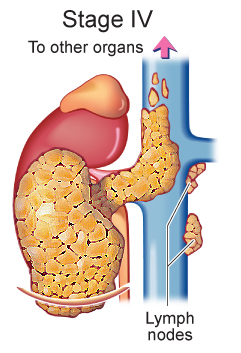 Stage IV
To other organs
Lymph
nodes